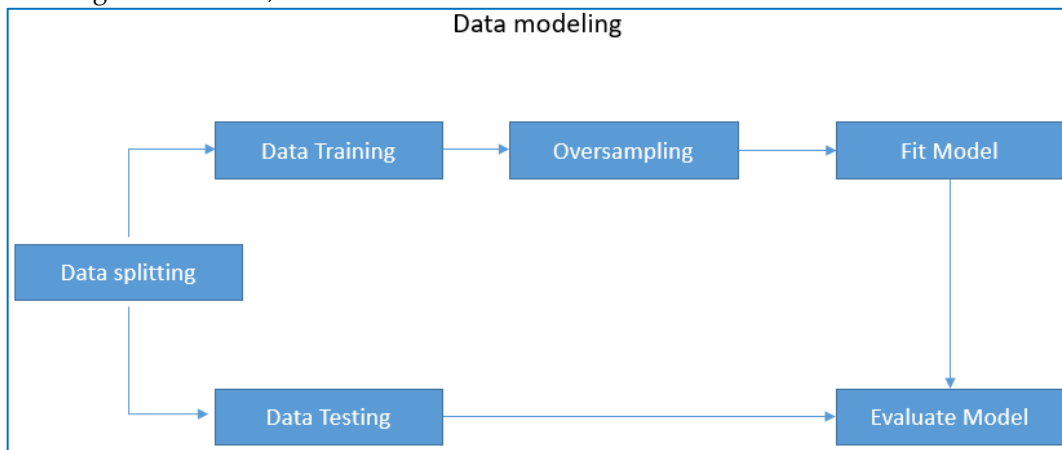 Data modeling
Data Training
Oversampling
Fit Model
Data splitting
Data Testing
Evaluate Model